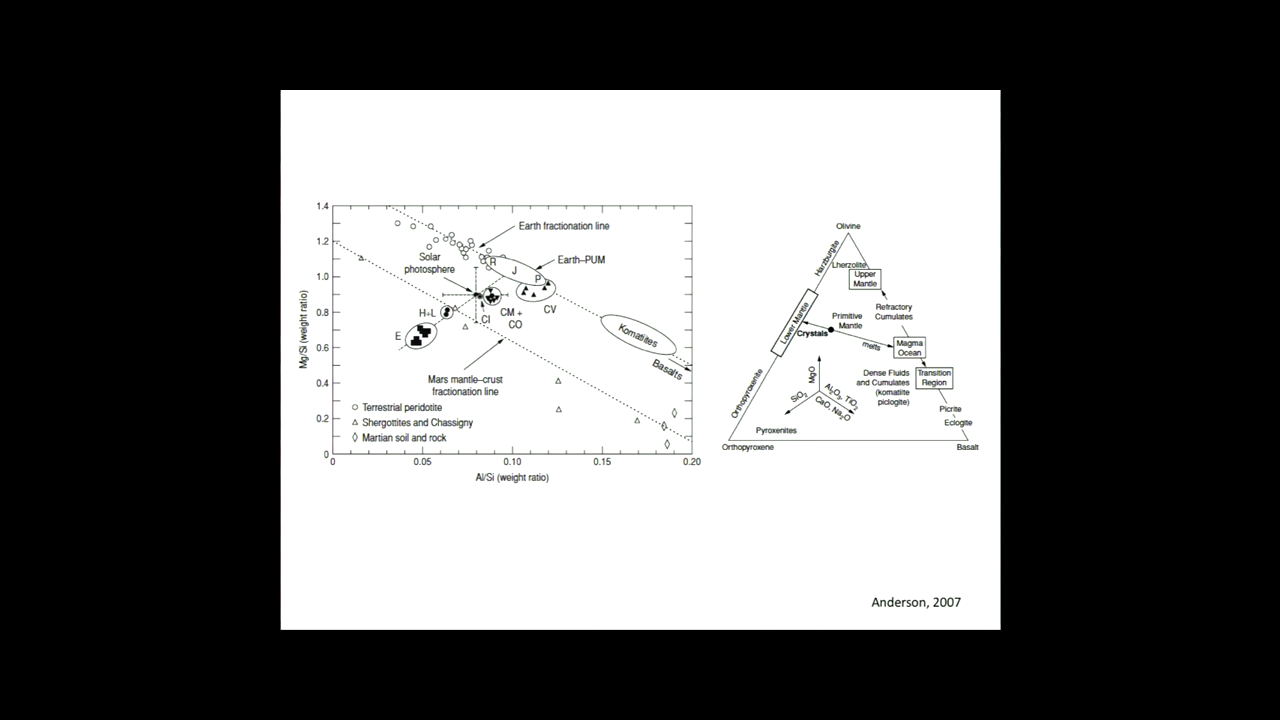 1.4
1.2
1.0
0.8
0.6
0.4
0.2
0
Mg/Si (weight ratio)
Earth fractionation line
Solar
photosphere
R
J
P
Earth–PUM
CV
H+L
CI
CM +
CO
E
Komatites
Basalts
Mars mantle–crust
fractionation line
Terrestrial peridotite
Shergottites and Chassigny
Martian soil and rock
0
0.05
0.10
0.15
0.20
Al/Si (weight ratio)
Olivine
Harzburgite
Lherzolite
Upper
Mantle
Refractory
Cumulates
Lower Mantle
Primitive
Mantle
Crystals
melts
Magma
Ocean
Transition
Region
Dense Fluids
and Cumulates
(komatiite
piclogite)
MgO
SiO₂
Al₂O₃, TiO₂
CaO, Na₂O
Orthopyroxenite
Picrite
Eclogite
Pyroxenites
Orthopyroxene
Basalt
Anderson, 2007